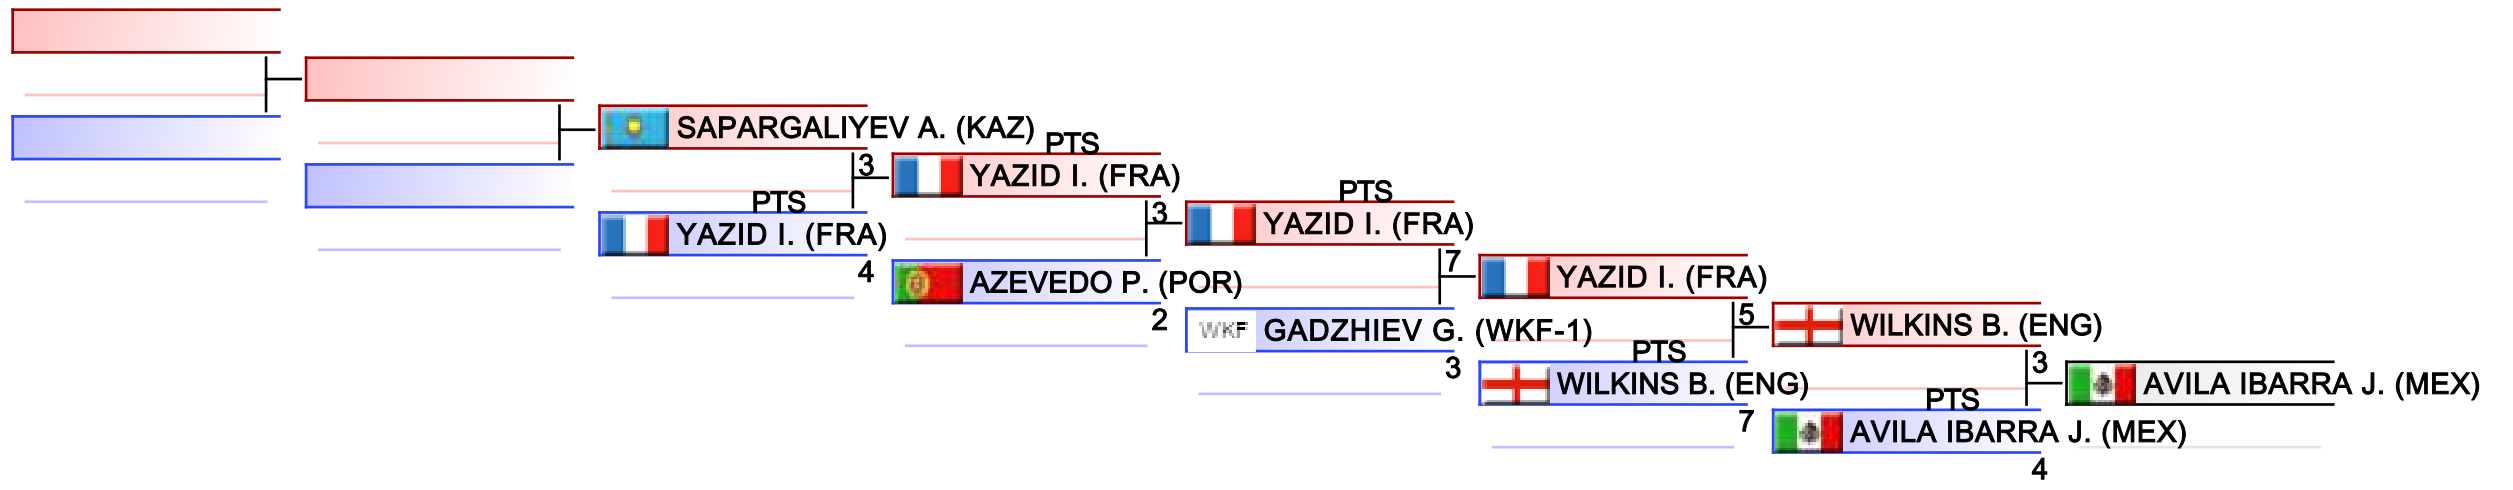 SAPARGALIYEV A. (KAZ)
3
PTS
YAZID I. (FRA)
4
YAZID I. (FRA)
3
PTS
AZEVEDO P. (POR)
2
YAZID I. (FRA)
7
PTS
WKF GADZHIEV G. (WKF-1)
3
YAZID I. (FRA)
5
PTS
WILKINS B. (ENG)
7
WILKINS B. (ENG)
3
PTS
AVILA IBARRA J. (MEX)
4
AVILA IBARRA J. (MEX)